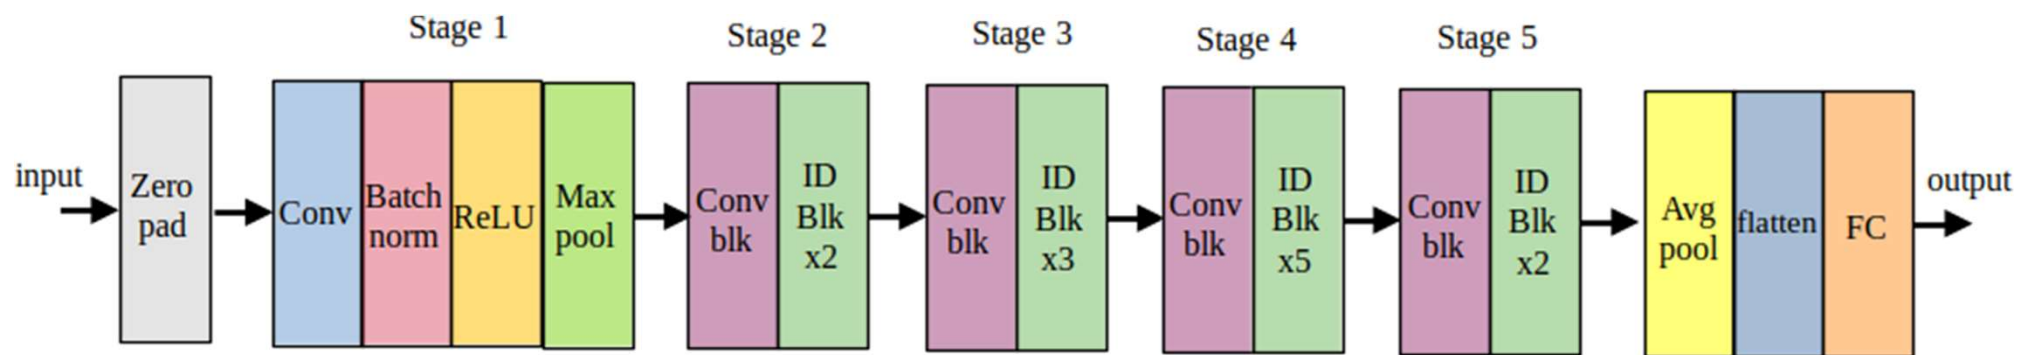 Stage 1
Stage 2
Stage 3
Stage 4
Stage 5
input
Zero
pad
Conv
Batch
norm
ReLU
Max
pool
Conv
blk
ID
Blk
x2
Conv
blk
ID
Blk
x3
Conv
blk
ID
Blk
x5
Conv
blk
ID
Blk
x2
Avg
pool
flatten
FC
output